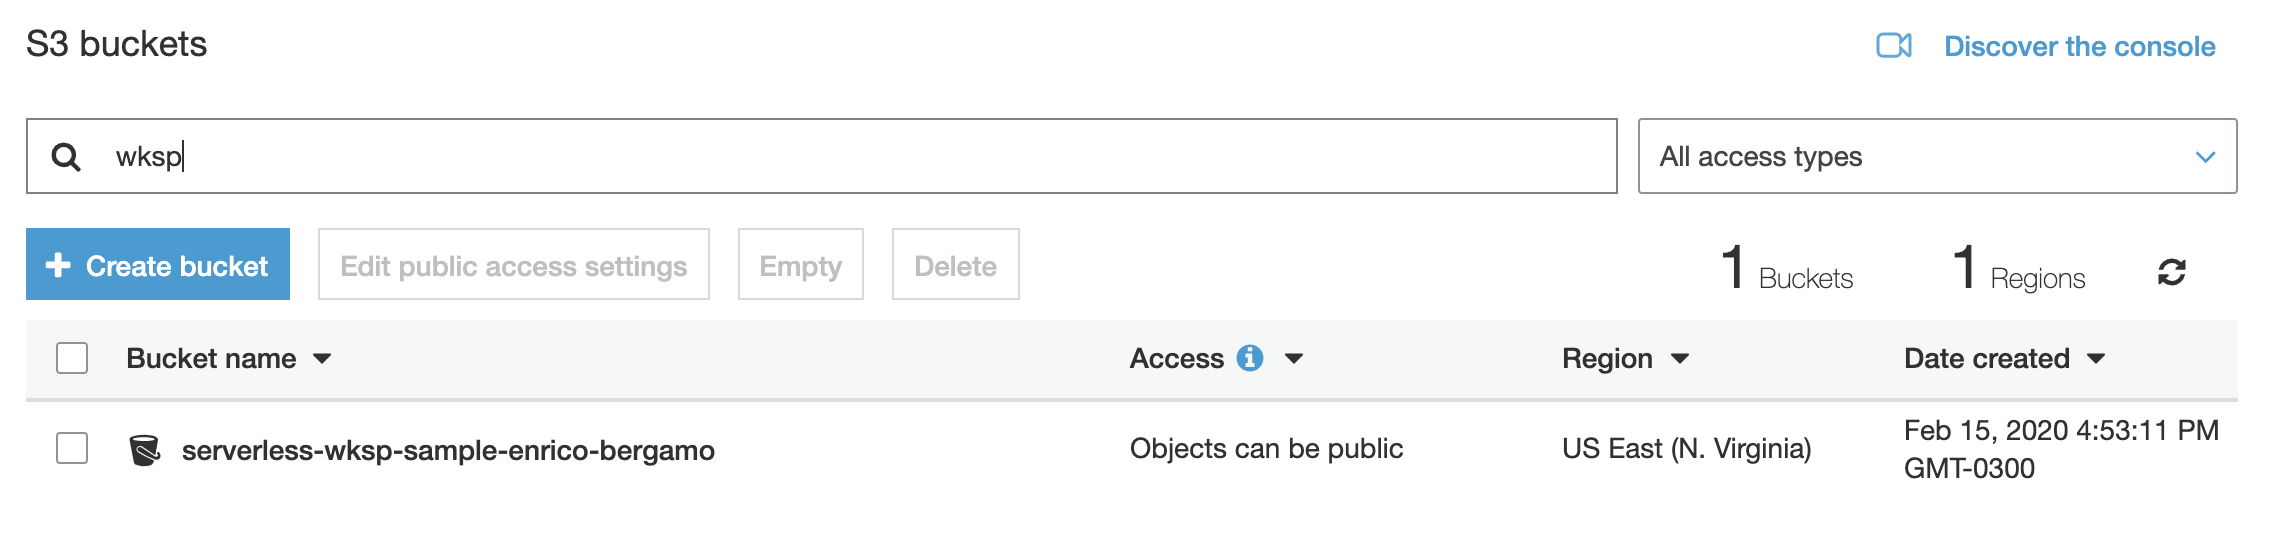 S3 buckets
Discover the console
wksp
All access types
Create bucket
Edit public access settings
Empty
Delete
1 Buckets
1 Regions
Bucket name
Access
Region
Date created
serverless-wksp-sample-enrico-bergamo
Objects can be public
US East (N. Virginia)
Feb 15, 2020 4:53:11 PM
GMT-0300